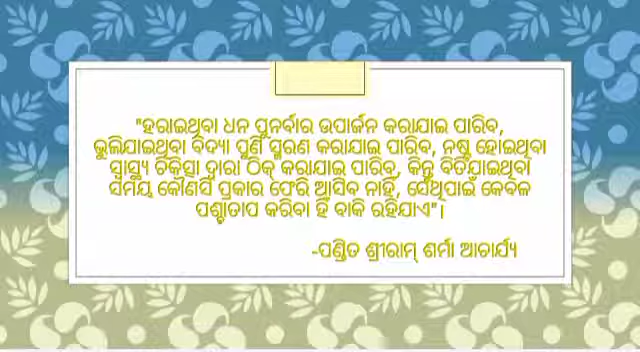 "ହରାଇଥିବା ଧନ ପୁନର୍ବାର ଉପାର୍ଜନ କରାଯାଇ ପାରିବ,
ଭୁଲିଯାଇଥିବା ବିଦ୍ୟା ପୁଣି ସ୍ମରଣ କରାଯାଇ ପାରିବ, ନଷ୍ଟ ହୋଇଥିବା
ସ୍ୱାସ୍ଥ୍ୟ ଚିକିତ୍ସା ଦ୍ୱାରା ଠିକ୍ କରାଯାଇ ପାରିବ, କିନ୍ତୁ ବିତିଯାଇଥିବା
ସମୟ କୌଣସି ପ୍ରକାର ଫେରି ଆସିବ ନାହିଁ, ସେଥିପାଇଁ କେବଳ
ପଶ୍ଚାତାପ କରିବା ହିଁ ବାକି ରହିଯାଏ"।
-ପଣ୍ଡିତ ଶ୍ରୀରାମ୍ ଶର୍ମା ଆଚାର୍ଯ୍ୟ